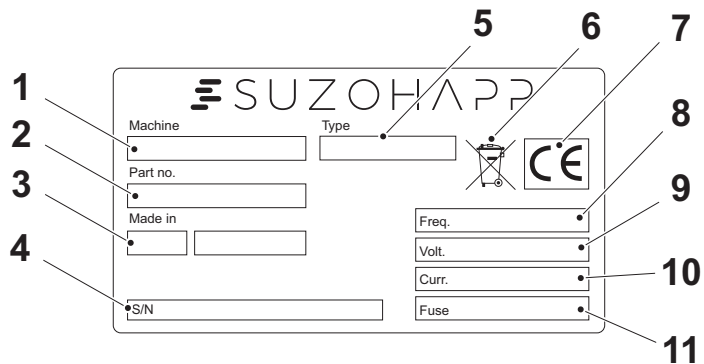 5 6 7
1 2 3 4
SUZOHAPP
Machine Type
Part no.
Made in
S/N
CE
Freq.
Volt.
Curr.
Fuse
8 9 10 11